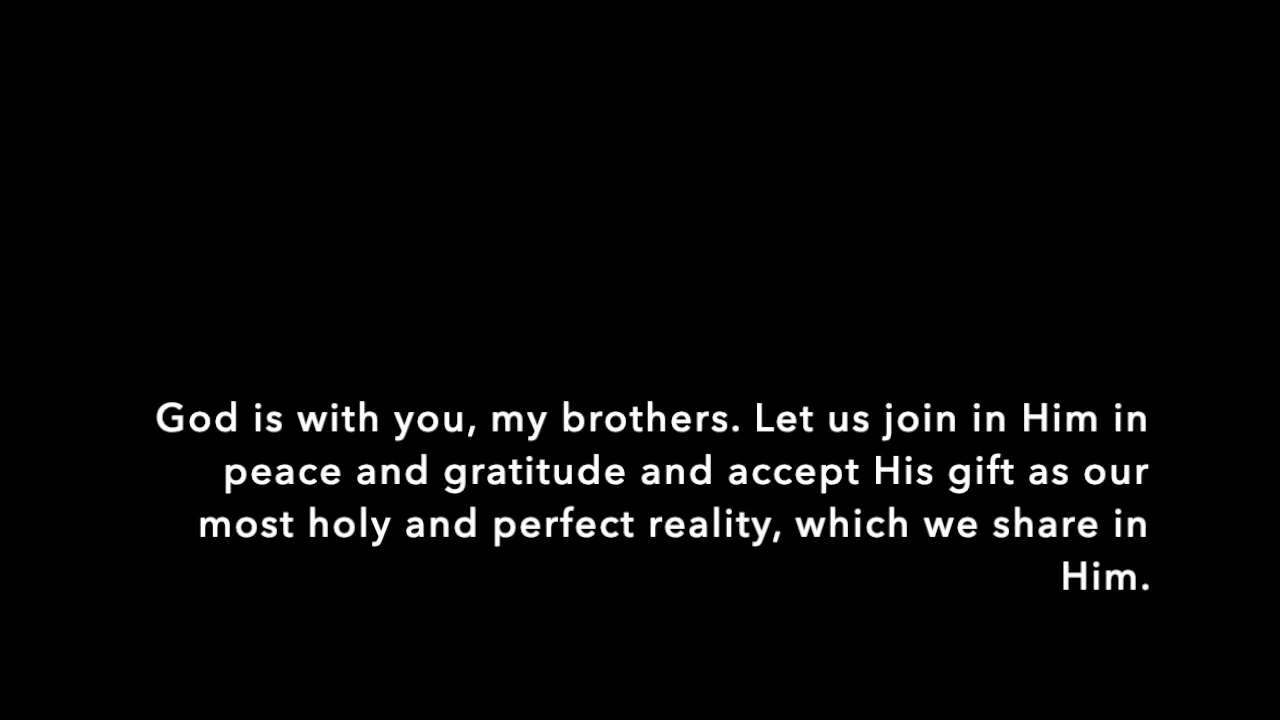 God is with you, my brothers. Let us join in Him in
peace and gratitude and accept His gift as our
most holy and perfect reality, which we share in
Him.